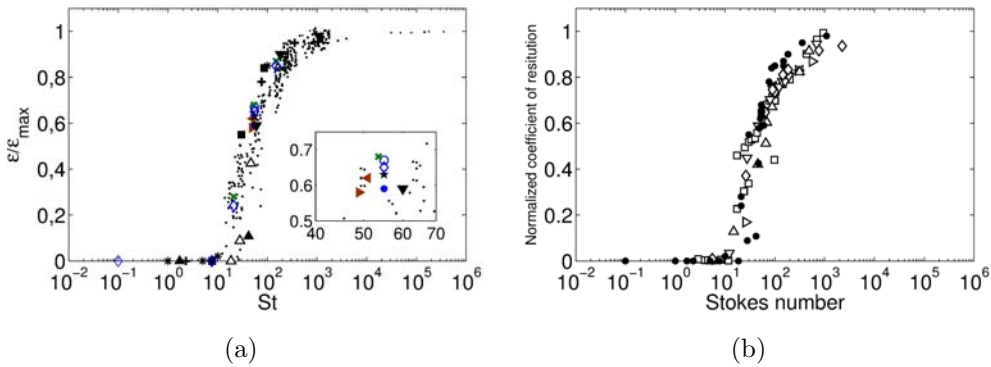 1
0,8
0,6
0,4
0,2
0
ε/ε_max
0.7
0.6
0.5
40 50 60 70
10^−2 10^−1 10^0 10^1 10^2 10^3 10^4 10^5 10^6
St
(a)
1
0,8
0,6
0,4
0,2
0
Normalized coefficient of resitution
10^−2 10^−1 10^0 10^1 10^2 10^3 10^4 10^5 10^6
Stokes number
(b)